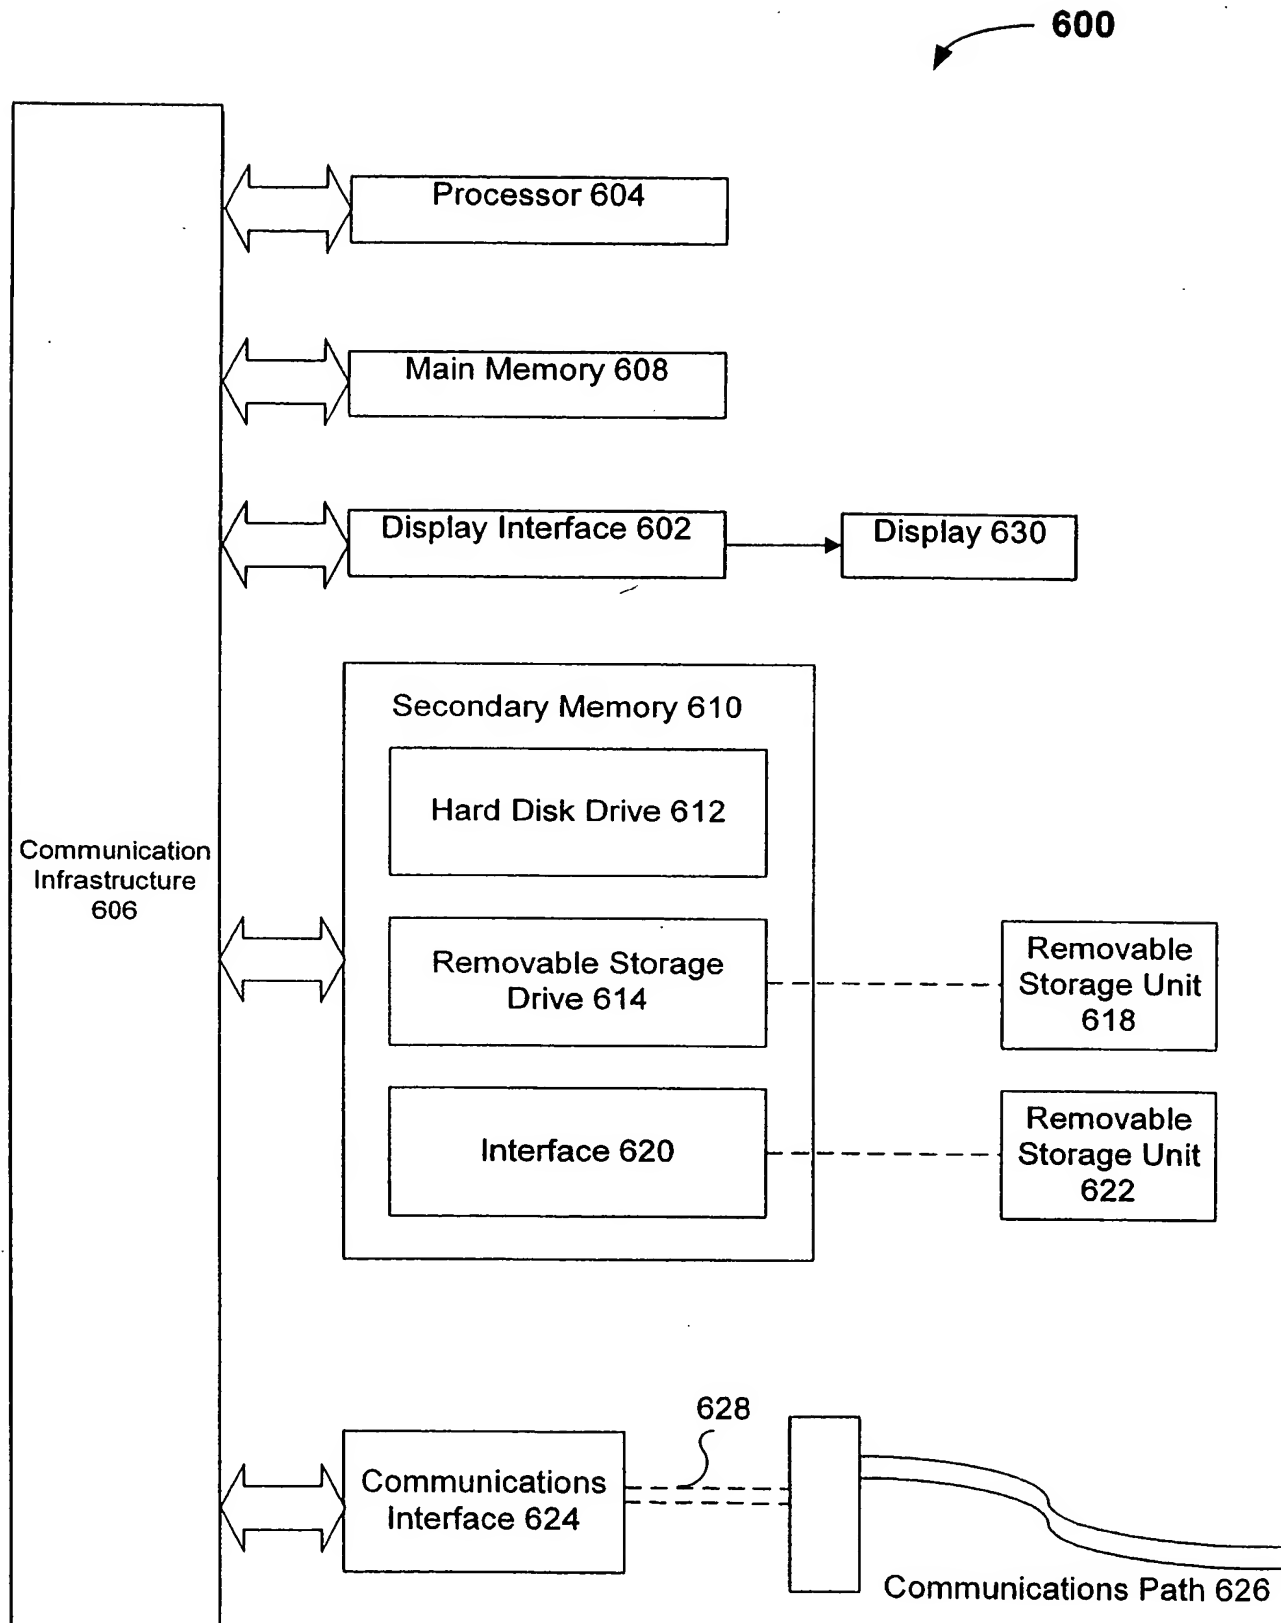 600
Processor 604
Main Memory 608
Display Interface 602
Display 630
Secondary Memory 610
Hard Disk Drive 612
Communication
Infrastructure
606
Removable Storage
Drive 614
Removable
Storage Unit
618
Interface 620
Removable
Storage Unit
622
628
Communications
Interface 624
Communications Path 626